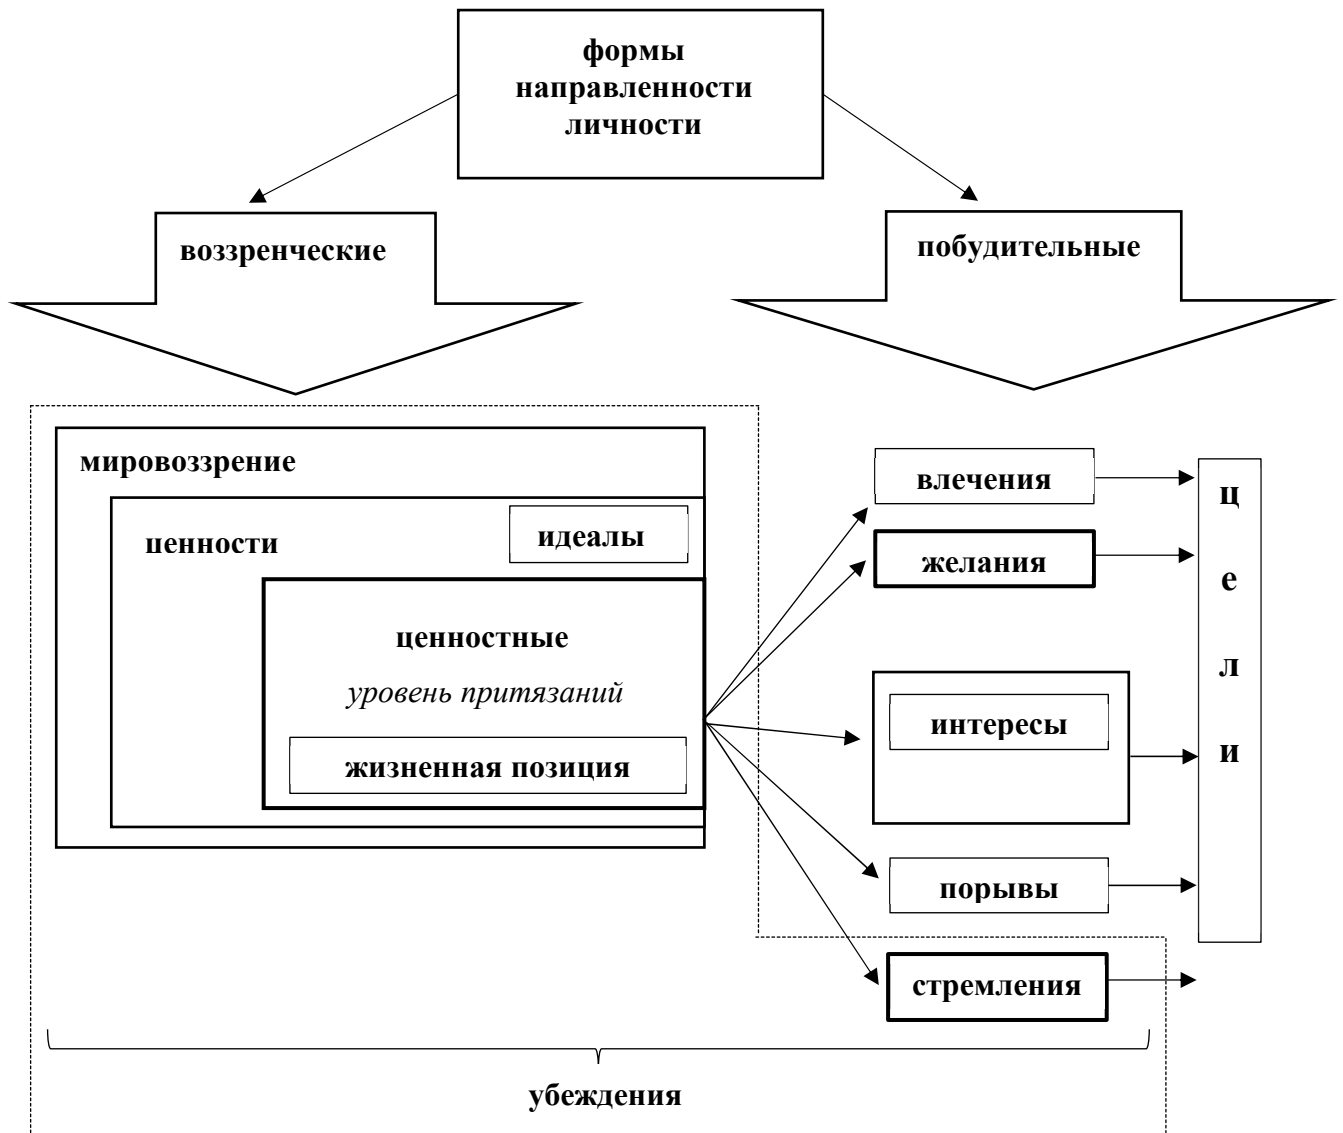 формы
направленности
личности
воззренческие
побудительные
мировоззрение
ценности
идеалы
ценностные
уровень притязаний
жизненная позиция
влечения
желания
интересы
порывы
стремления
ц
е
л
и
убеждения